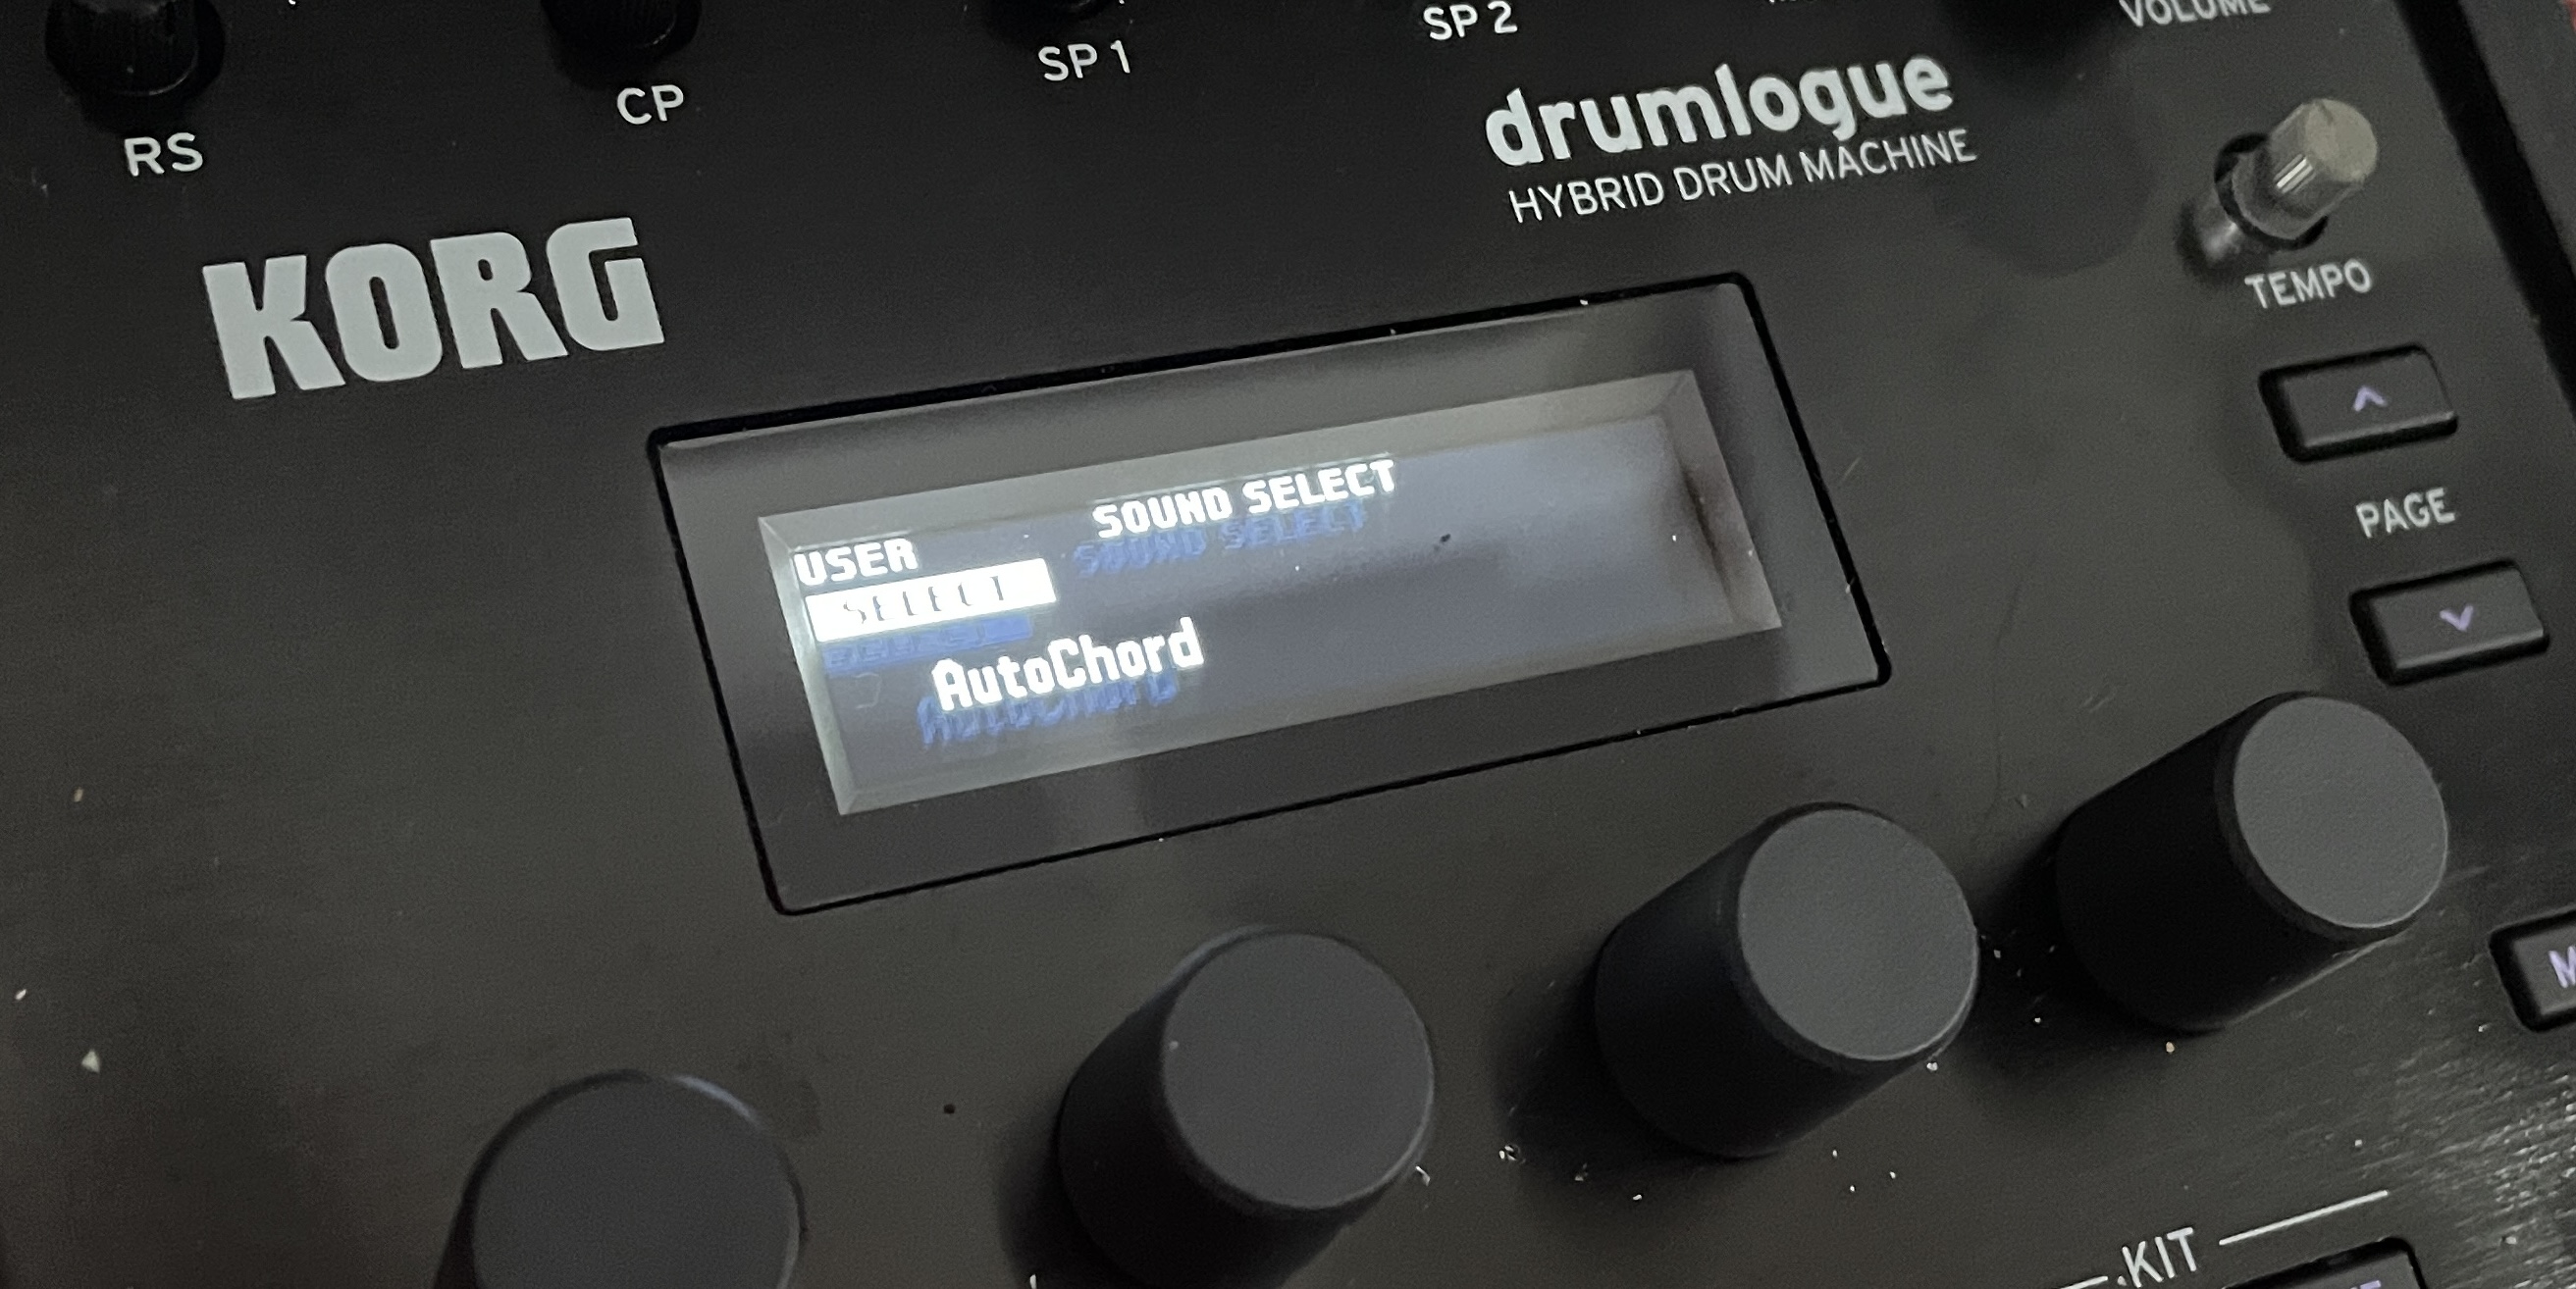 SP 2
VOLUME
SP 1
CP
RS
drumlogue
HYBRID DRUM MACHINE
KORG
TEMPO
SOUND SELECT
USER
SELECT
AutoChord
PAGE
KIT